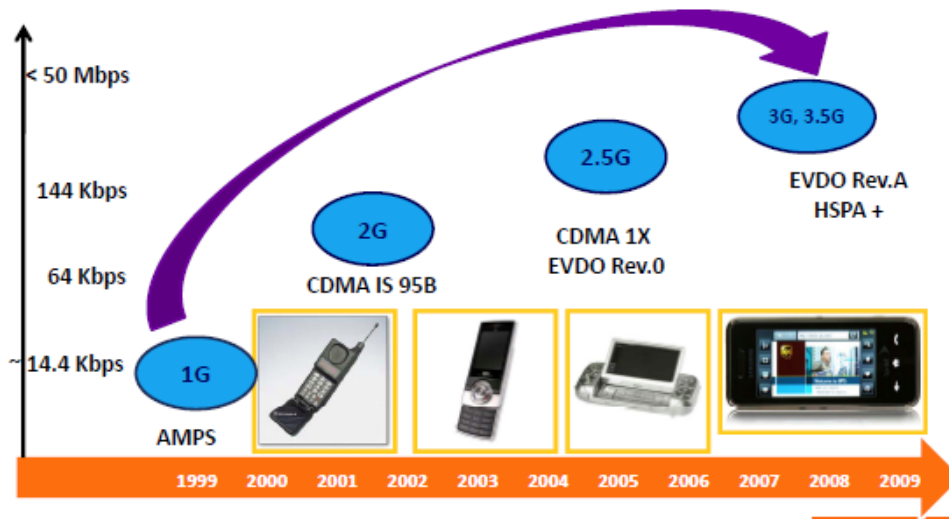 < 50 Mbps
3G, 3.5G
2.5G
144 Kbps
EVDO Rev.A
HSPA +
2G
CDMA 1X
EVDO Rev.0
64 Kbps
CDMA IS 95B
~14.4 Kbps
1G
AMPS
1999 2000 2001 2002 2003 2004 2005 2006 2007 2008 2009